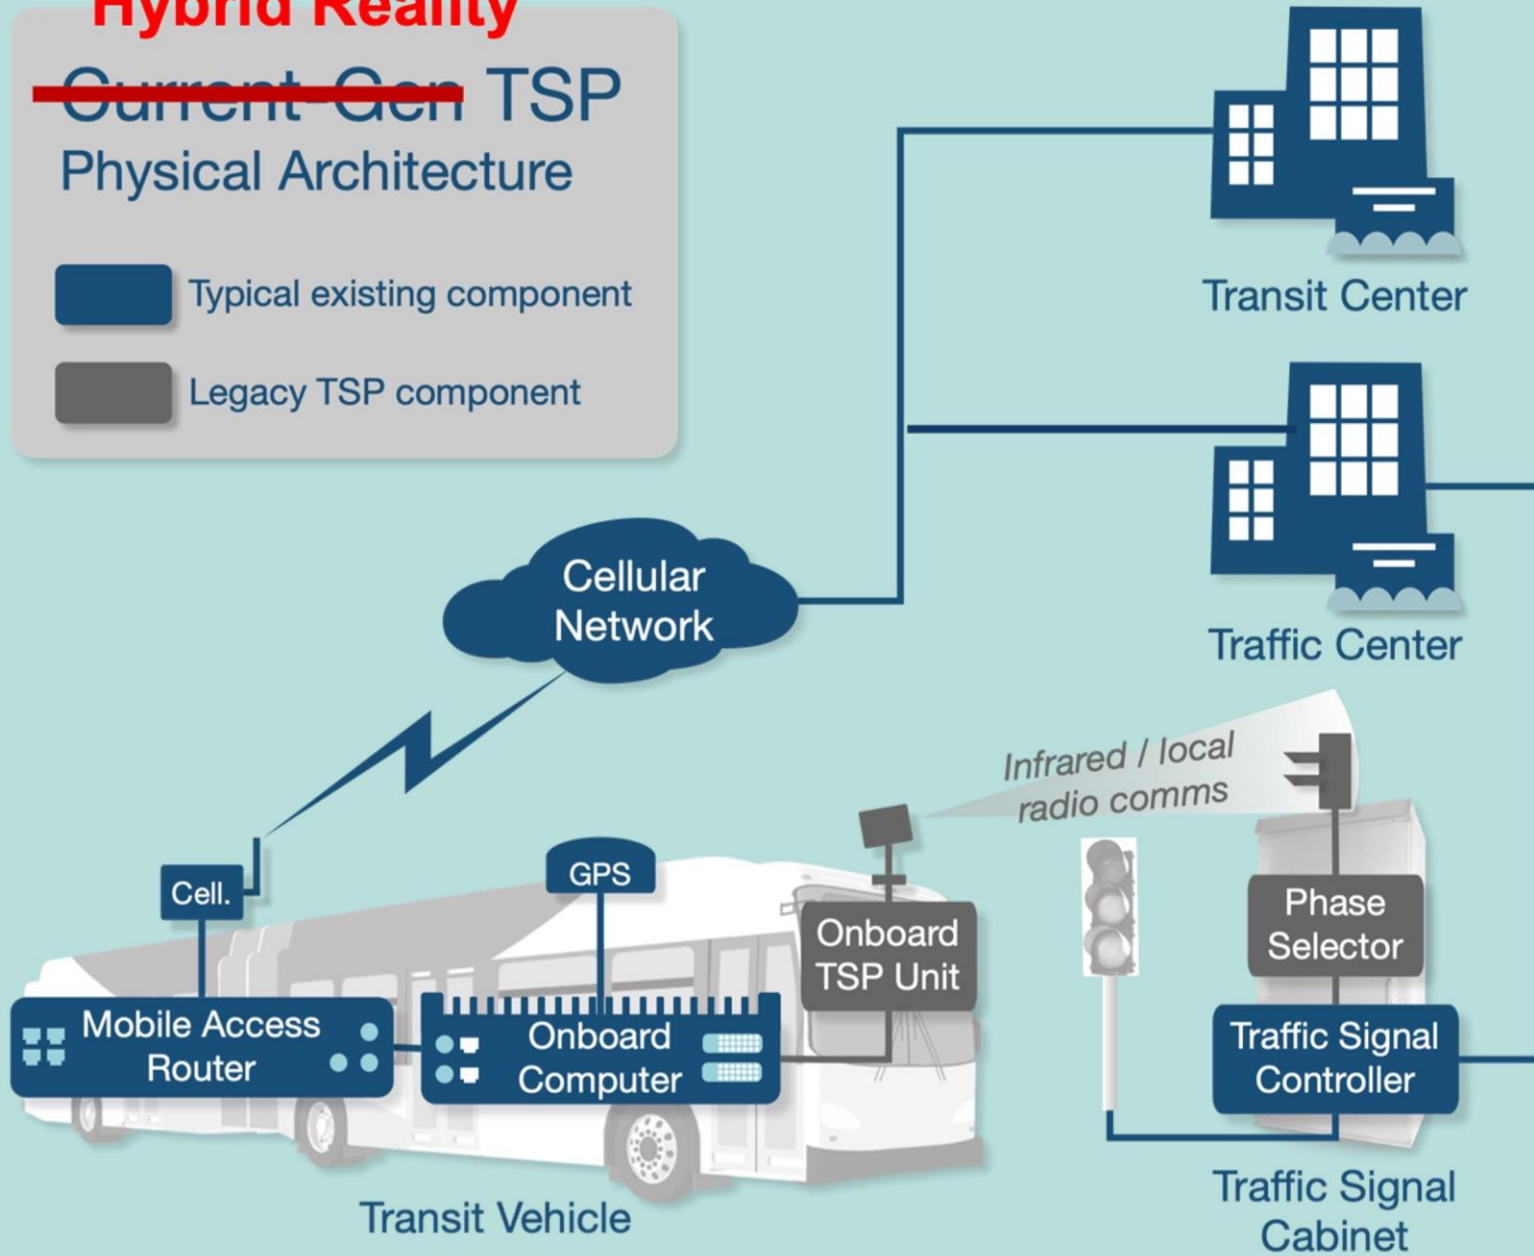 Hybrid Reality
Current-Gen TSP
Physical Architecture
Typical existing component
Legacy TSP component
Transit Center
Traffic Center
Cellular
Network
Infrared / local
radio comms
Cell.
GPS
Onboard
TSP Unit
Phase
Selector
Mobile Access
Router
Onboard
Computer
Traffic Signal
Controller
Transit Vehicle
Traffic Signal
Cabinet